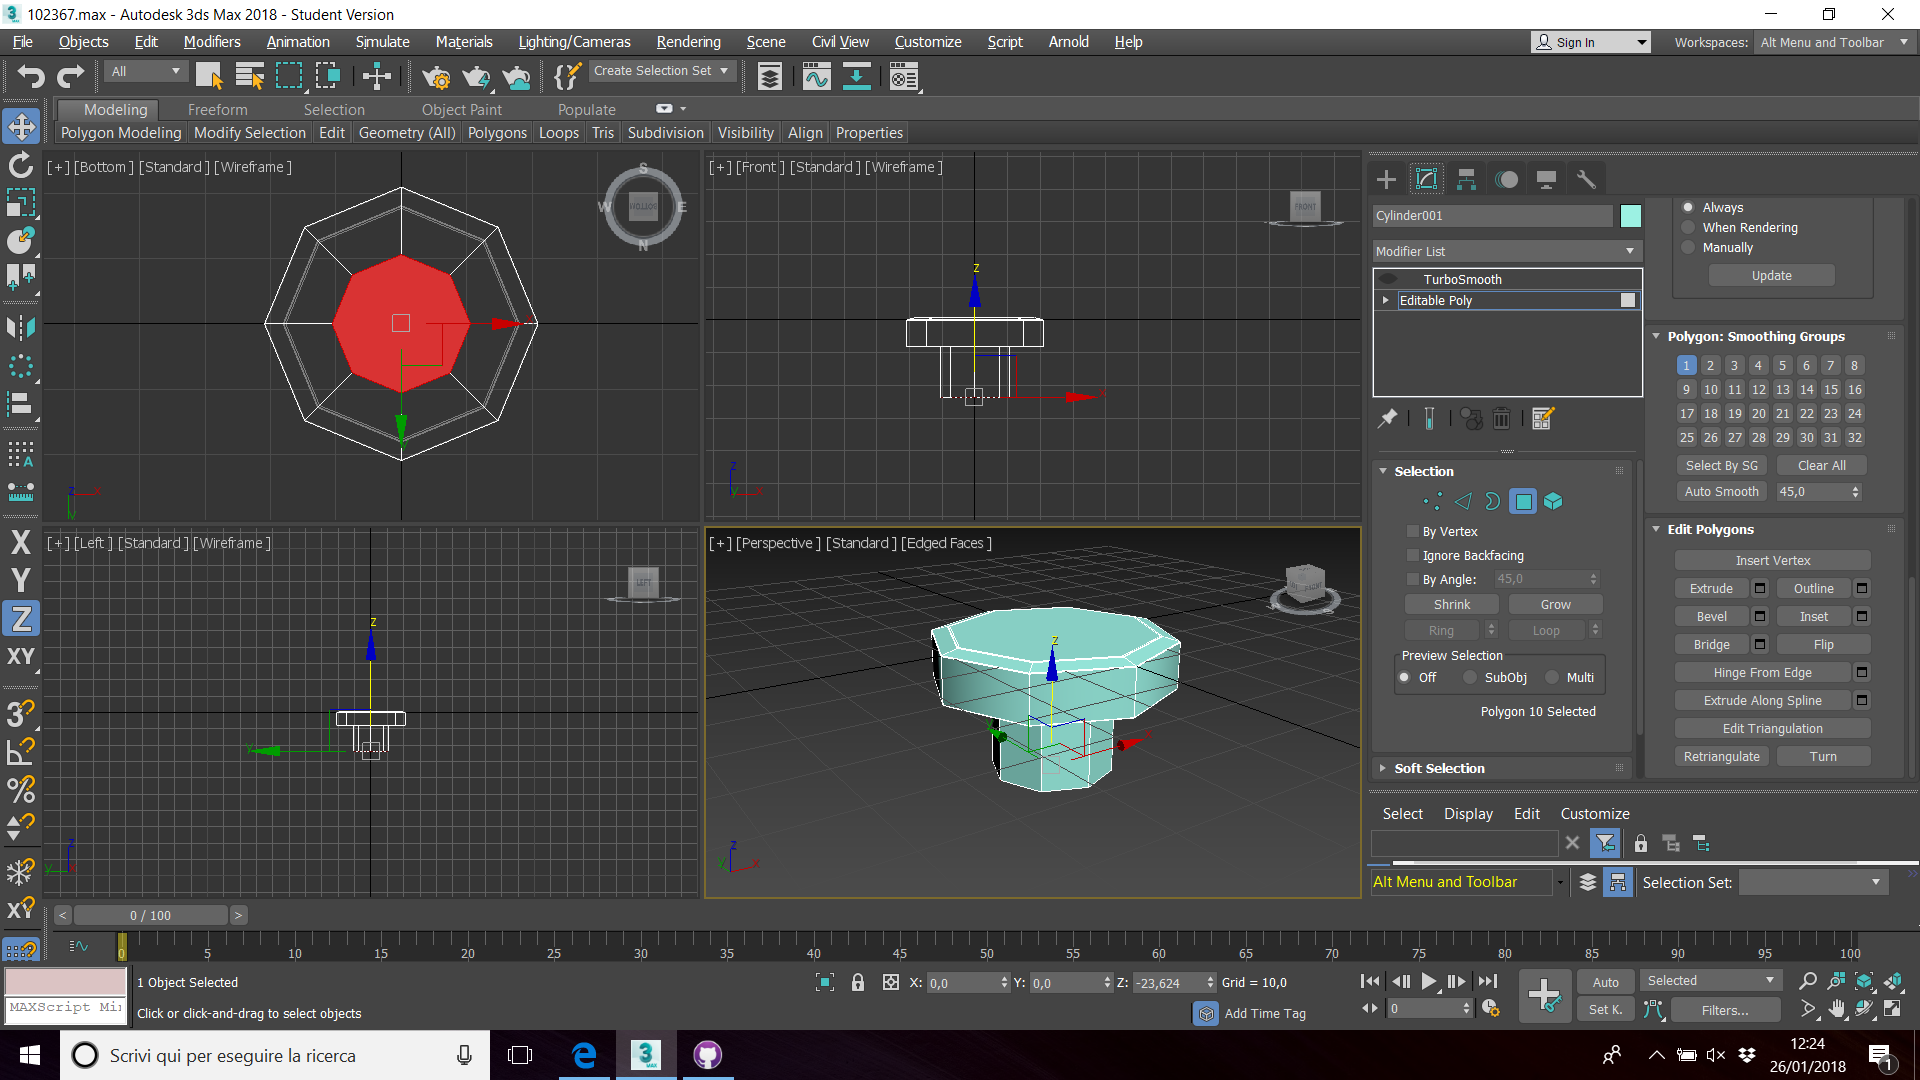 102367.max - Autodesk 3ds Max 2018 - Student Version
File Objects Edit Modifiers Animation Simulate Materials Lighting/Cameras Rendering Scene Civil View Customize Script Arnold Help
Sign In Workspaces: Alt Menu and Toolbar
All Create Selection Set
Modeling Freeform Selection Object Paint Populate
Polygon Modeling Modify Selection Edit Geometry (All) Polygons Loops Tris Subdivision Visibility Align Properties
[+] [Bottom ] [Standard ] [Wireframe ]
S W E N
BOTTOM
[+] [Front ] [Standard ] [Wireframe ]
FRONT
z
x
[+] [Left ] [Standard ] [Wireframe ]
LEFT
z
y
[+] [Perspective ] [Standard ] [Edged Faces ]
z
x
y
X
Y
Z
XY
3
XY
Cylinder001
Modifier List
TurboSmooth
Editable Poly
Selection
By Vertex
Ignore Backfacing
By Angle: 45,0
Shrink Grow
Ring Loop
Preview Selection
Off SubObj Multi
Polygon 10 Selected
Soft Selection
Always
When Rendering
Manually
Update
Polygon: Smoothing Groups
1 2 3 4 5 6 7 8
9 10 11 12 13 14 15 16
17 18 19 20 21 22 23 24
25 26 27 28 29 30 31 32
Select By SG Clear All
Auto Smooth 45,0
Edit Polygons
Insert Vertex
Extrude Outline
Bevel Inset
Bridge Flip
Hinge From Edge
Extrude Along Spline
Edit Triangulation
Retriangulate Turn
Select Display Edit Customize
Alt Menu and Toolbar Selection Set:
< 0 / 100 >
0 5 10 15 20 25 30 35 40 45 50 55 60 65 70 75 80 85 90 95 100
1 Object Selected X: 0,0 Y: 0,0 Z: -23,624 Grid = 10,0 Auto Selected
MAXScript Mi
Click or click-and-drag to select objects Add Time Tag 0 Set K. Filters...
Scrivi qui per eseguire la ricerca
3
MAX
12:24
26/01/2018
1